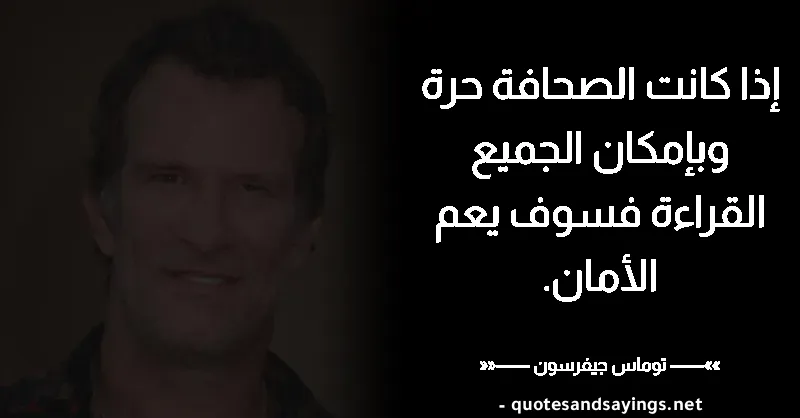 إذا كانت الصحافة حرة
وبإمكان الجميع
القراءة فسوف يعم
الأمان.
»—— توماس جيفرسون ——««
- quotesandsayings.net